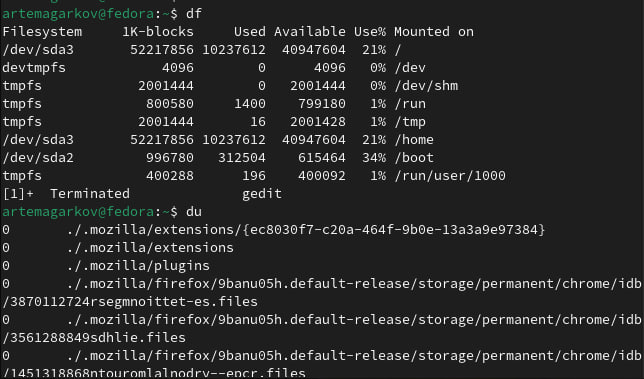 artemagarkov@fedora:~$ df
Filesystem     1K-blocks     Used Available Use% Mounted on
/dev/sda3       52217856 10237612  40947604  21% /
devtmpfs            4096        0      4096   0% /dev
tmpfs            2001444        0   2001444   0% /dev/shm
tmpfs             800580     1400    799180   1% /run
tmpfs            2001444       16   2001428   1% /tmp
/dev/sda3       52217856 10237612  40947604  21% /home
/dev/sda2         996780   312504    615464  34% /boot
tmpfs             400288      196    400092   1% /run/user/1000
[1]+  Terminated              gedit
artemagarkov@fedora:~$ du
0       ./.mozilla/extensions/{ec8030f7-c20a-464f-9b0e-13a3a9e97384}
0       ./.mozilla/extensions
0       ./.mozilla/plugins
0       ./.mozilla/firefox/9banu05h.default-release/storage/permanent/chrome/idb
/3870112724rsegmnoittet-es.files
0       ./.mozilla/firefox/9banu05h.default-release/storage/permanent/chrome/idb
/3561288849sdhlie.files
0       ./.mozilla/firefox/9banu05h.default-release/storage/permanent/chrome/idb
/1451318868ntouromlalnodry--epcr.files